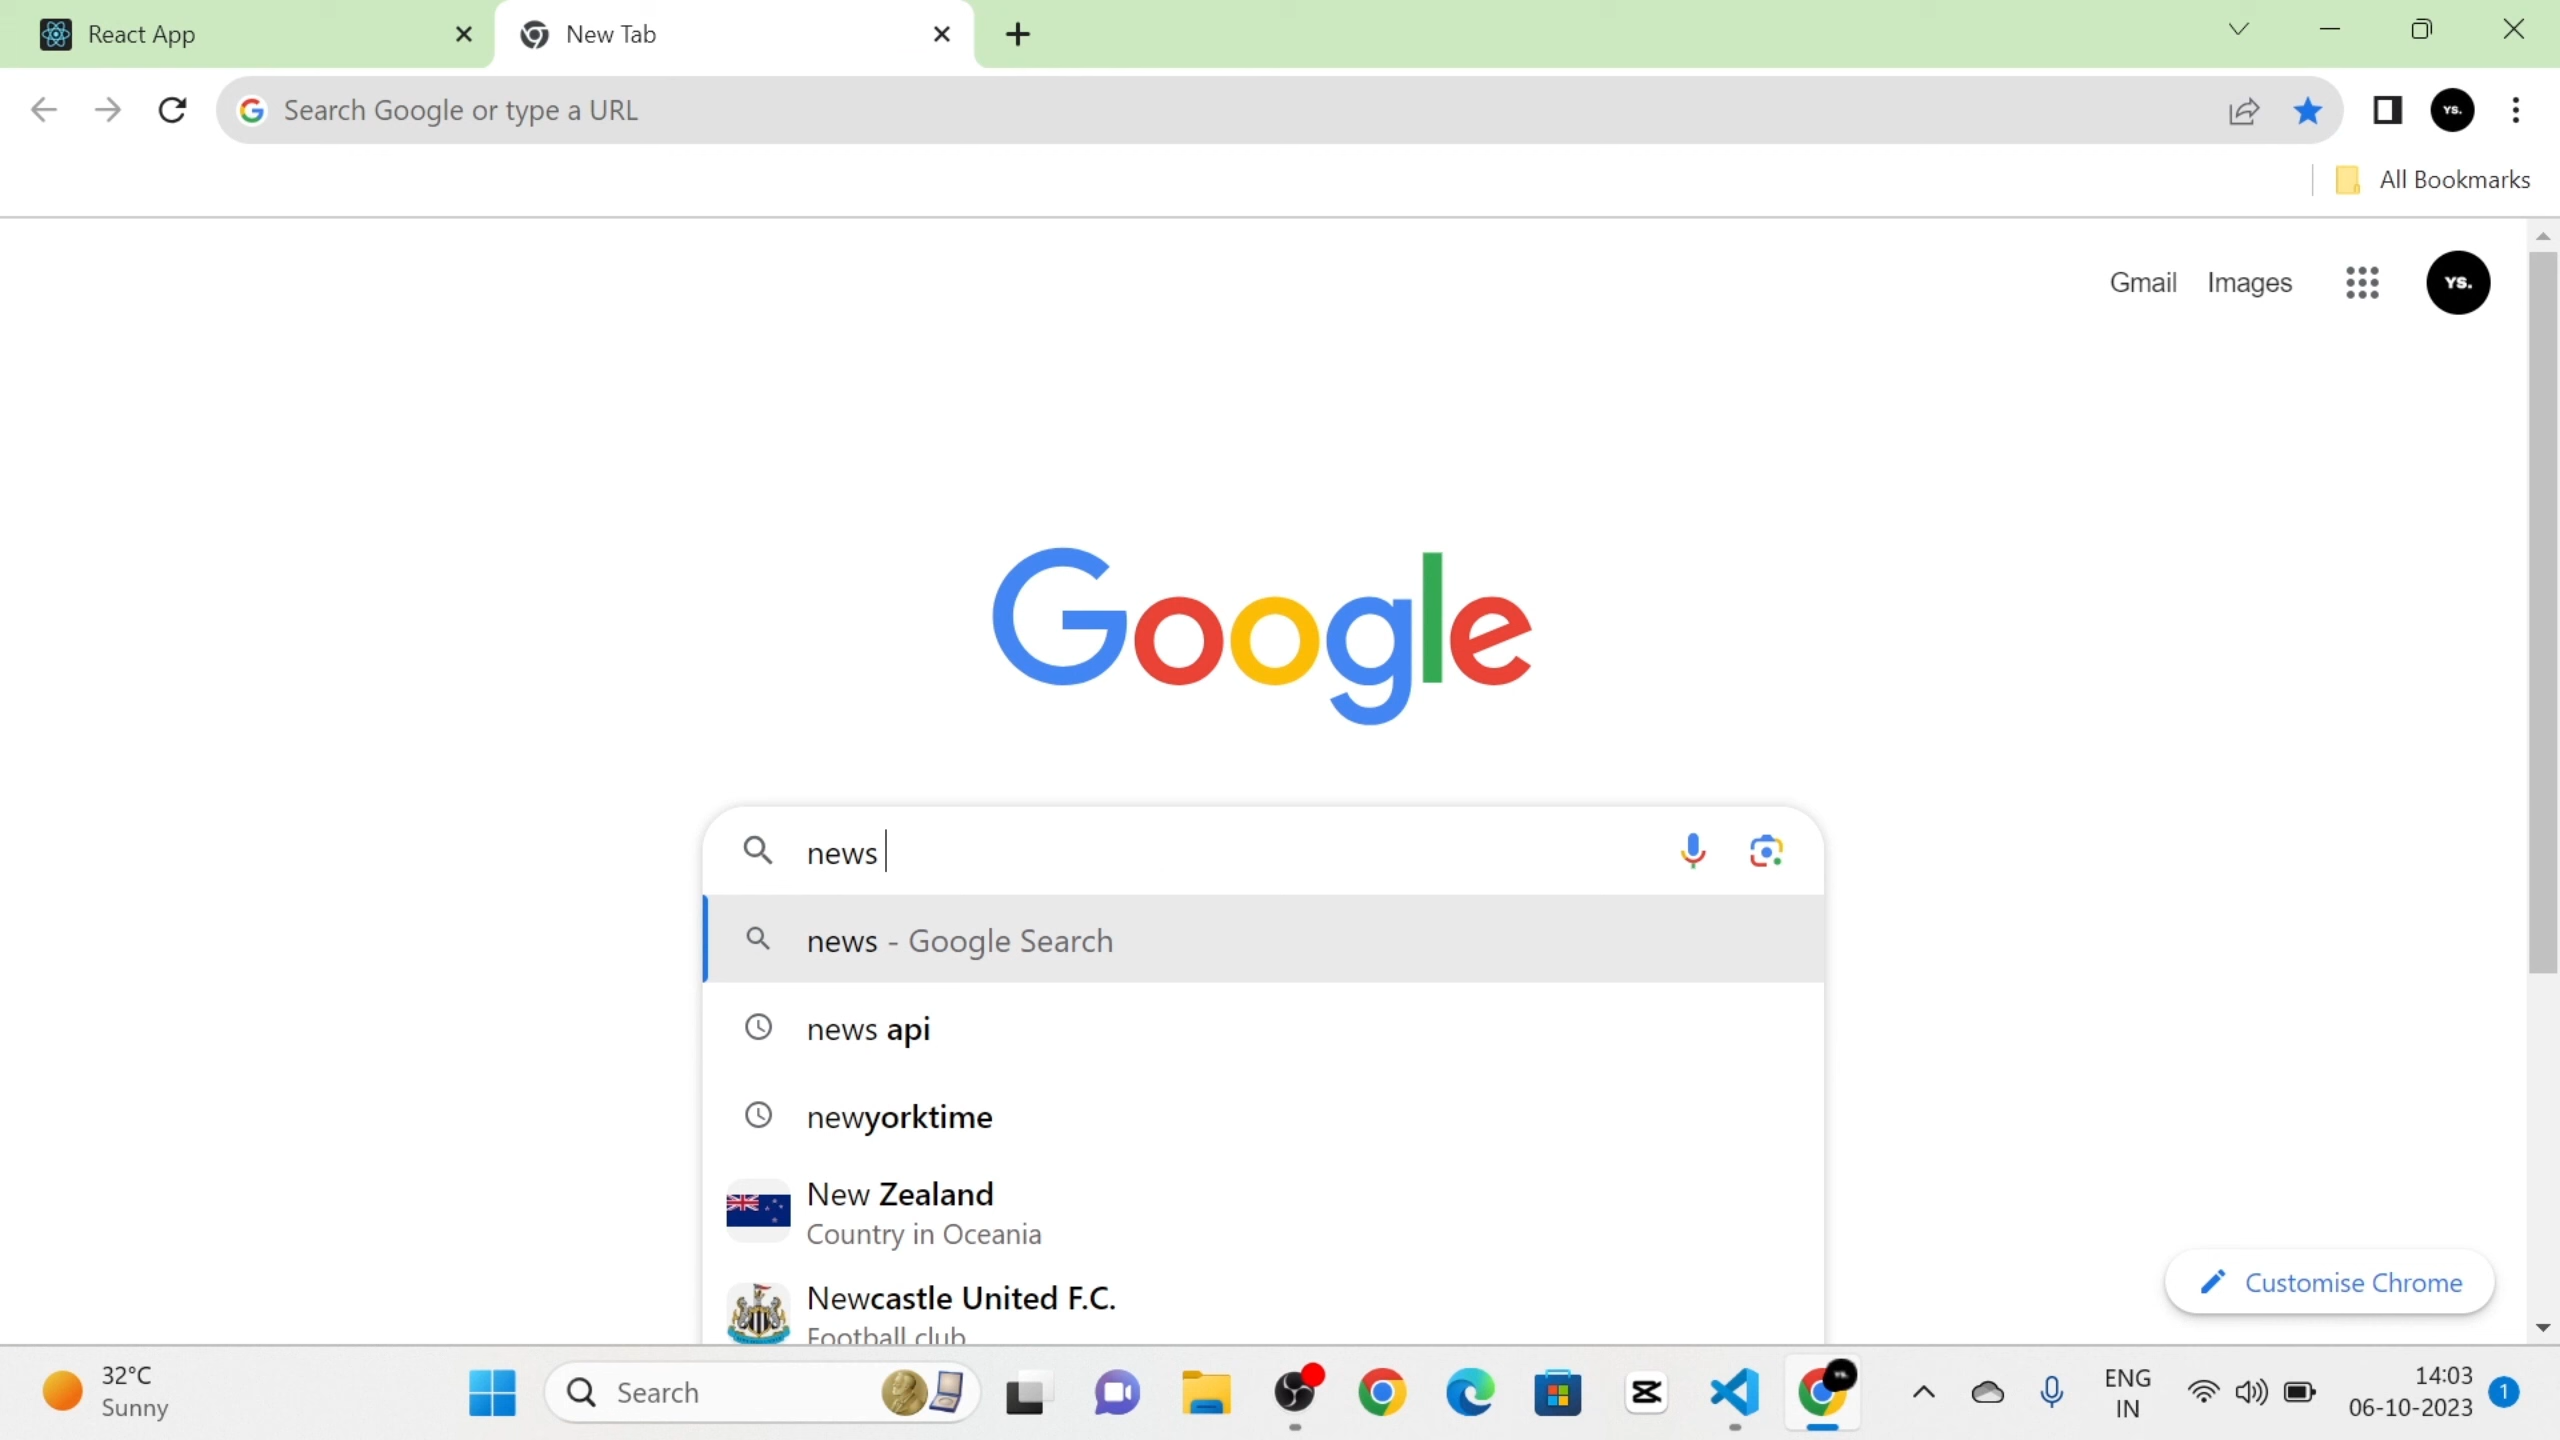 React App
New Tab
Search Google or type a URL
YS.
All Bookmarks
Gmail Images
YS.
Google
news
news - Google Search
news api
newyorktime
New Zealand
Country in Oceania
Newcastle United F.C.
Football club
Customise Chrome
32°C
Sunny
Search
ENG
IN
14:03
06-10-2023
1